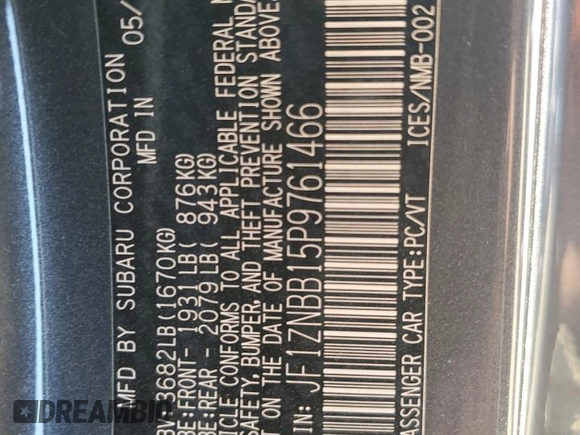 MFD BY SUBARU CORPORATION 05/
MFD IN
3682LB(1670KG)
FRONT- 1931LB( 876KG)
REAR - 2079LB( 943KG)
CONFORMS TO ALL APPLICABLE FEDERAL
SAFETY, BUMPER, AND THEFT PREVENTION STANDA
ON THE DATE OF MANUFACTURE SHOWN ABOVE
IN: JF1ZNBB15P9761466
ASSENGER CAR TYPE:PC/VT ICES/NMB-002
DREAMBID